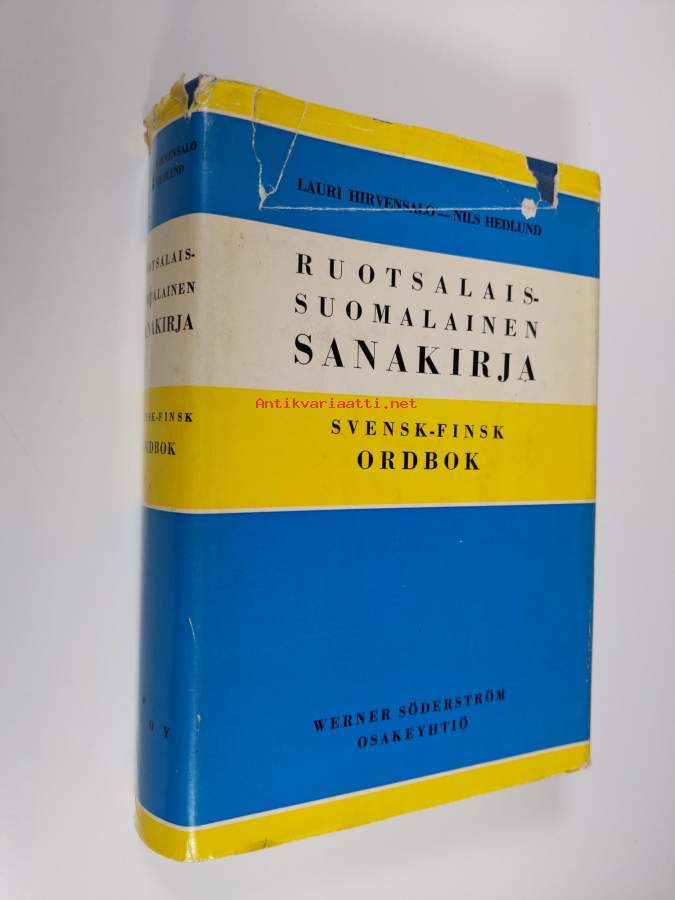 LAURI HIRVENSALO — NILS HEDLUND
RUOTSALAIS-
SUOMALAINEN
SANAKIRJA
Antikvariaatti.net
SVENSK-FINSK
ORDBOK
WERNER SÖDERSTRÖM
OSAKEYHTIÖ